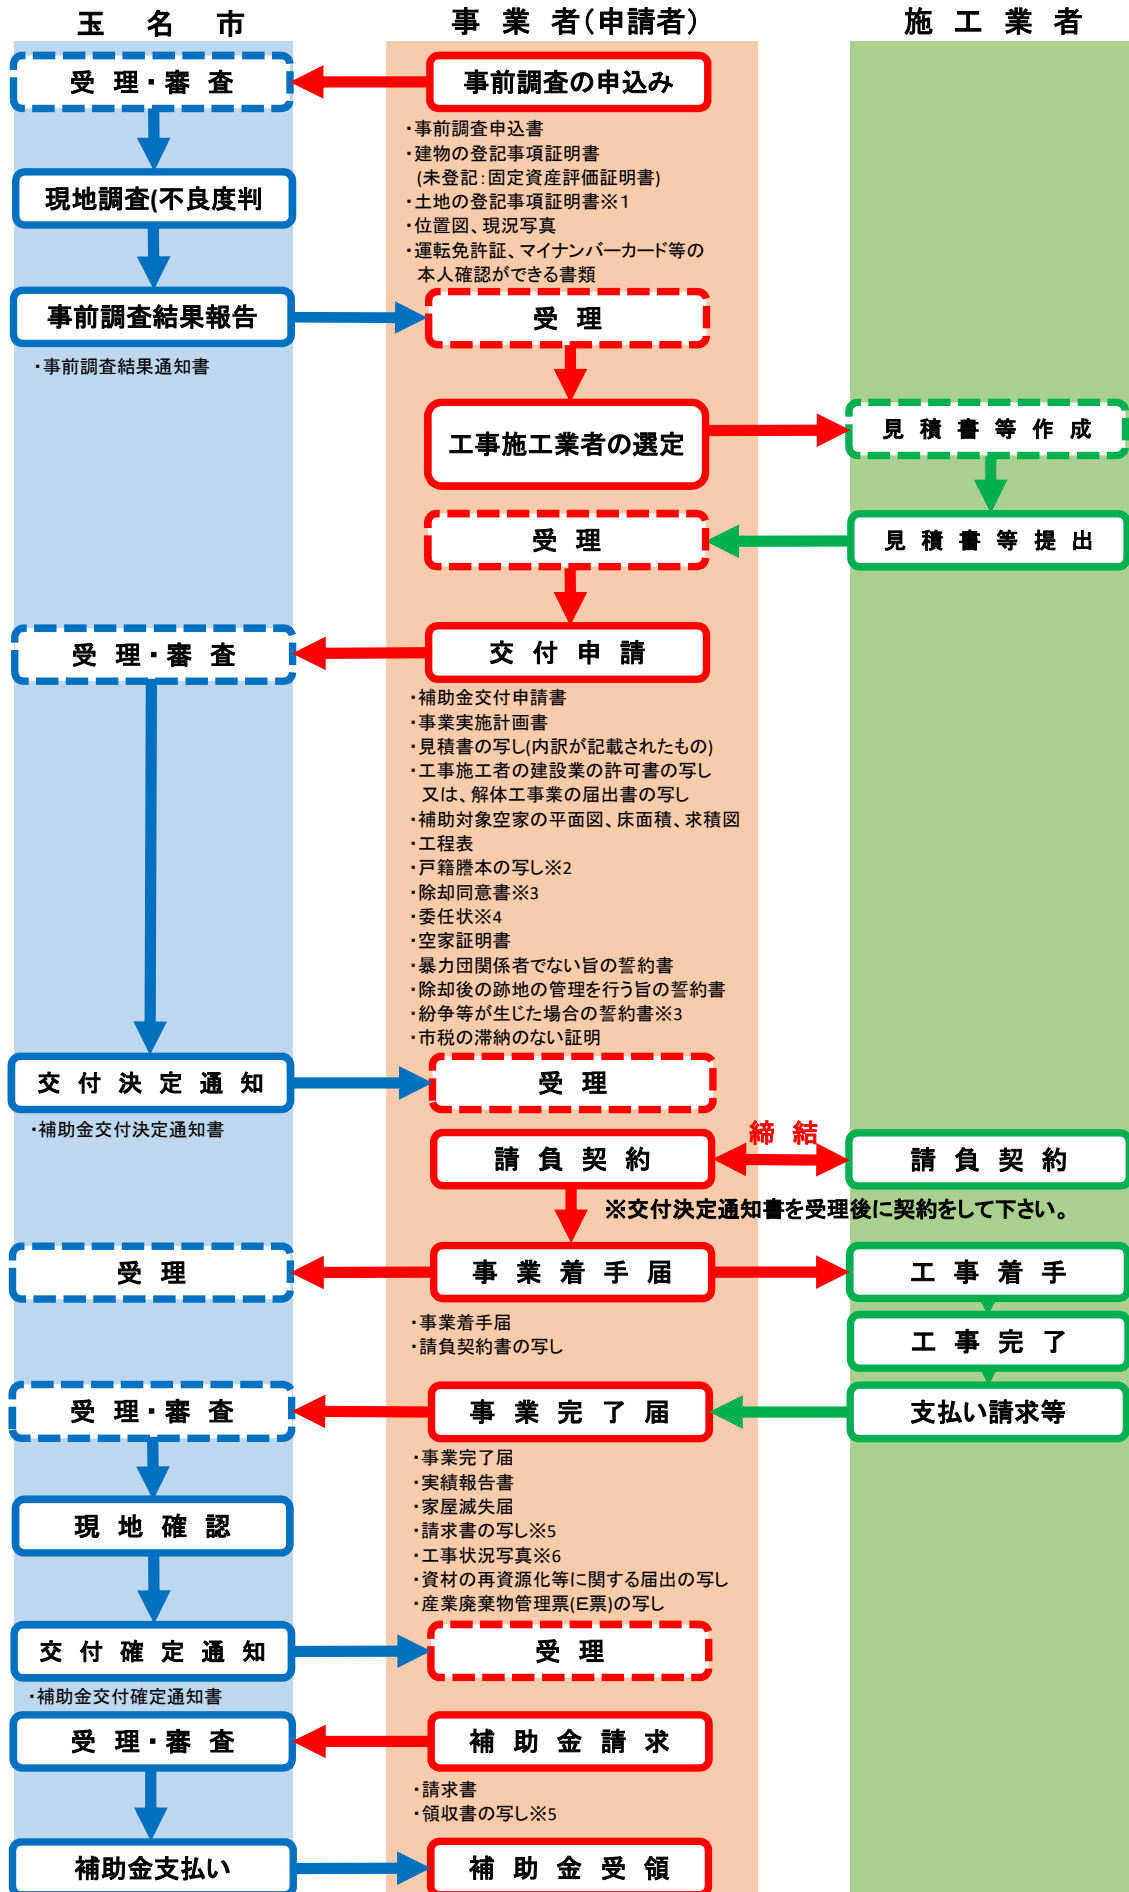 玉名市
事業者(申請者)
施工業者
受理・審査
事前調査の申込み
・事前調査申込書
・建物の登記事項証明書
(未登記:固定資産評価証明書)
・土地の登記事項証明書※1
・位置図、現況写真
・運転免許証、マイナンバーカード等の
本人確認ができる書類
現地調査(不良度判
事前調査結果報告
・事前調査結果通知書
受理
工事施工業者の選定
見積書等作成
受理
見積書等提出
受理・審査
交付申請
・補助金交付申請書
・事業実施計画書
・見積書の写し(内訳が記載されたもの)
・工事施工者の建設業の許可書の写し
又は、解体工事業の届出書の写し
・補助対象空家の平面図、床面積、求積図
・工程表
・戸籍謄本の写し※2
・除却同意書※3
・委任状※4
・空家証明書
・暴力団関係者でない旨の誓約書
・除却後の跡地の管理を行う旨の誓約書
・紛争等が生じた場合の誓約書※3
・市税の滞納のない証明
交付決定通知
・補助金交付決定通知書
受理
請負契約
締結
請負契約
※交付決定通知書を受理後に契約をして下さい。
受理
事業着手届
工事着手
・事業着手届
・請負契約書の写し
工事完了
受理・審査
事業完了届
支払い請求等
・事業完了届
・実績報告書
・家屋滅失届
・請求書の写し※5
・工事状況写真※6
・資材の再資源化等に関する届出の写し
・産業廃棄物管理票(E票)の写し
現地確認
交付確定通知
・補助金交付確定通知書
受理
受理・審査
補助金請求
・請求書
・領収書の写し※5
補助金支払い
補助金受領